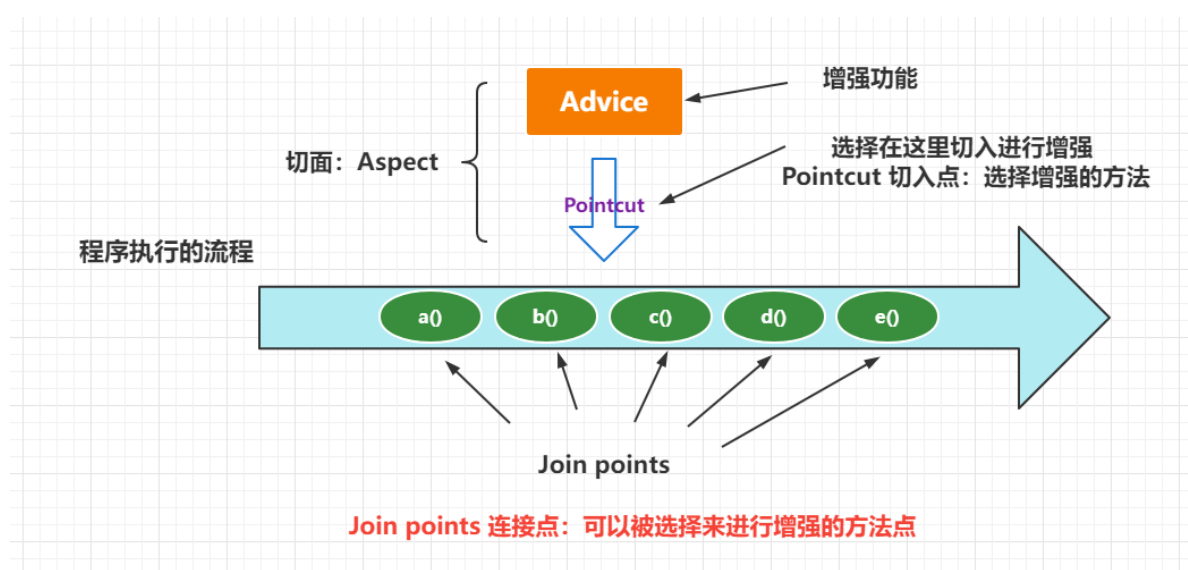 Advice
增强功能
切面：Aspect
选择在这里切入进行增强
Pointcut 切入点：选择增强的方法
Pointcut
程序执行的流程
a() b() c() d() e()
Join points
Join points 连接点：可以被选择来进行增强的方法点